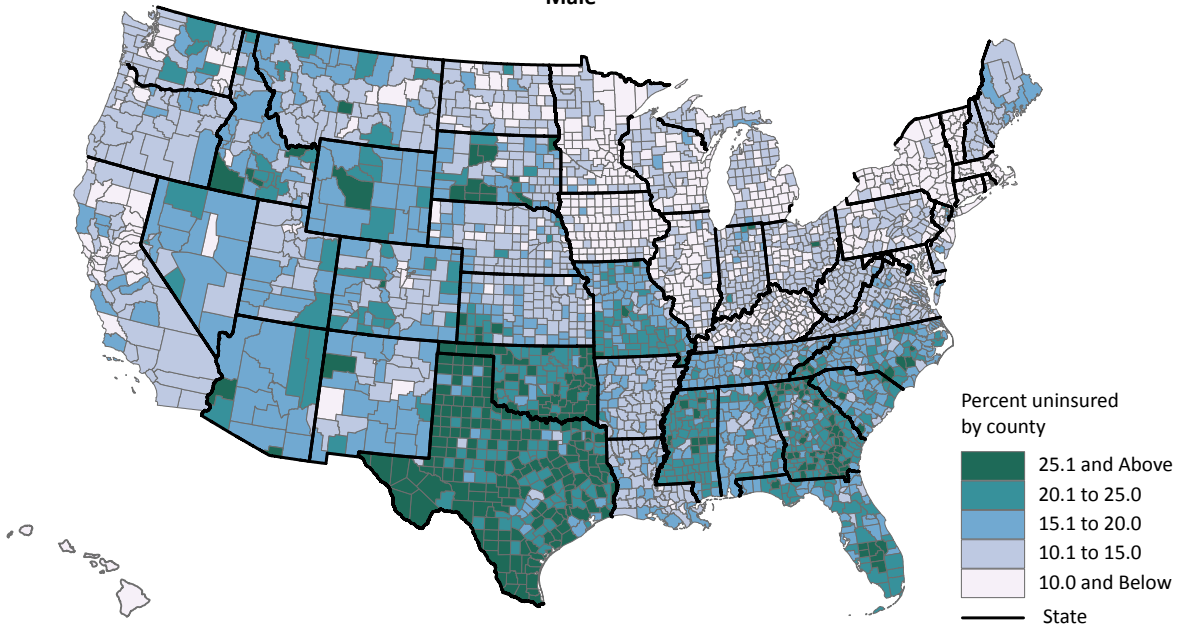 Male
Percent uninsured
by county
25.1 and Above
20.1 to 25.0
15.1 to 20.0
10.1 to 15.0
10.0 and Below
State